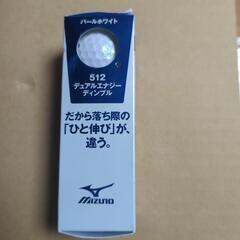 パールホワイト
512
デュアルエナジー
ディンプル
だから落ち際の
「ひと伸び」が、
違う。
MIZUNO